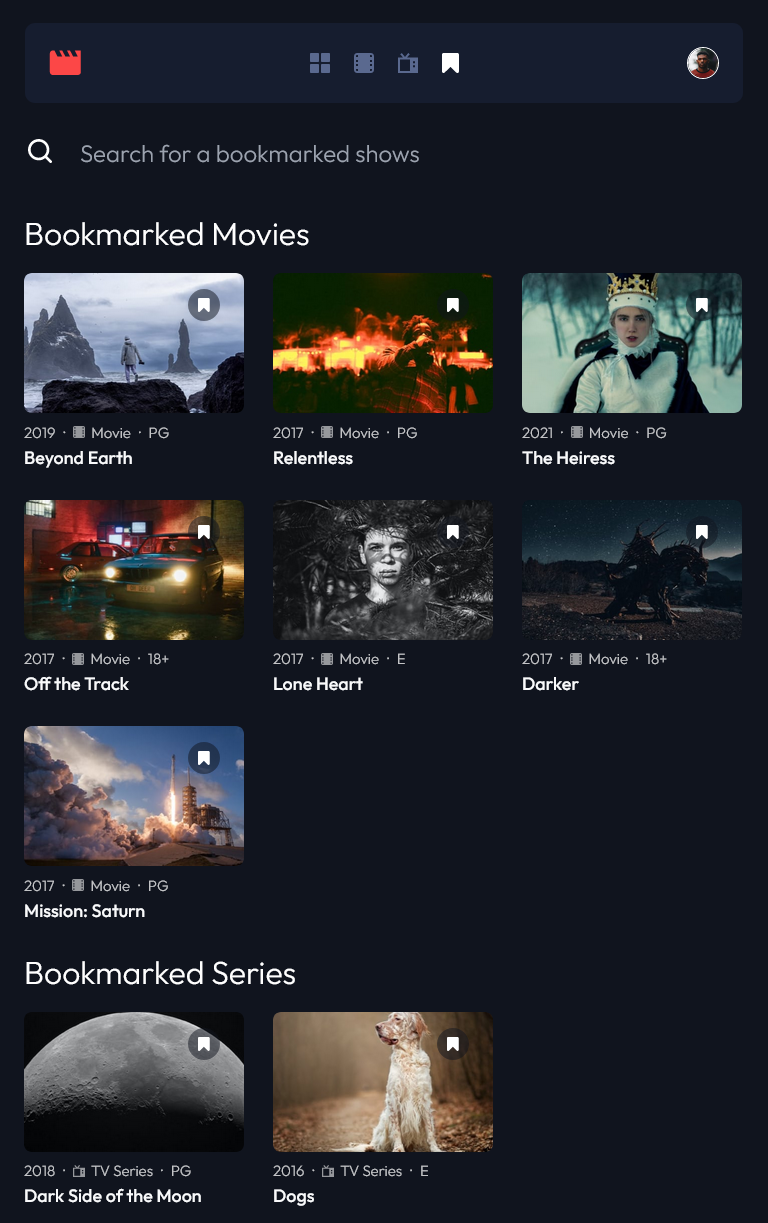 Search for a bookmarked shows
Bookmarked Movies
2019 · Movie · PG
Beyond Earth
2017 · Movie · PG
Relentless
2021 · Movie · PG
The Heiress
2017 · Movie · 18+
Off the Track
2017 · Movie · E
Lone Heart
2017 · Movie · 18+
Darker
2017 · Movie · PG
Mission: Saturn
Bookmarked Series
2018 · TV Series · PG
Dark Side of the Moon
2016 · TV Series · E
Dogs